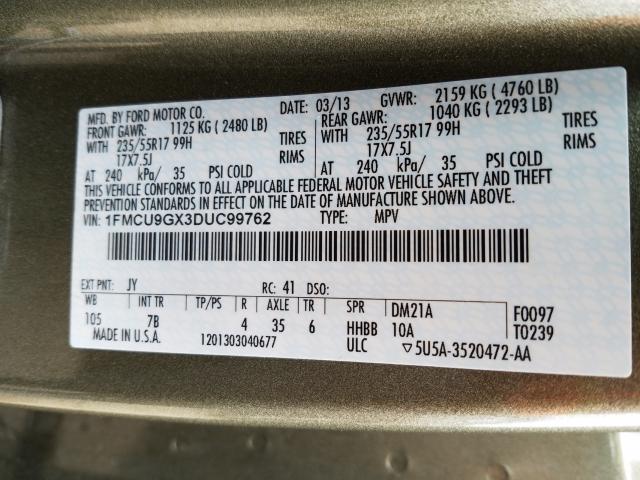 MFD. BY FORD MOTOR CO. DATE: 03/13 GVWR: 2159 KG ( 4760 LB)
FRONT GAWR: 1125 KG ( 2480 LB) REAR GAWR: 1040 KG ( 2293 LB)
WITH 235/55R17 99H TIRES WITH 235/55R17 99H TIRES
17X7.5J RIMS 17X7.5J RIMS
AT 240 kPa/ 35 PSI COLD AT 240 kPa/ 35 PSI COLD
THIS VEHICLE CONFORMS TO ALL APPLICABLE FEDERAL MOTOR VEHICLE SAFETY AND THEFT
PREVENTION STANDARDS IN EFFECT ON THE DATE OF MANUFACTURE SHOWN ABOVE.
VIN: 1FMCU9GX3DUC99762 TYPE: MPV
EXT PNT: JY RC: 41 DSO:
WB INT TR TP/PS R AXLE TR SPR DM21A F0097
105 7B 4 35 6 HHBB 10A T0239
MADE IN U.S.A. 1201303040677 ULC ▽5U5A-3520472-AA